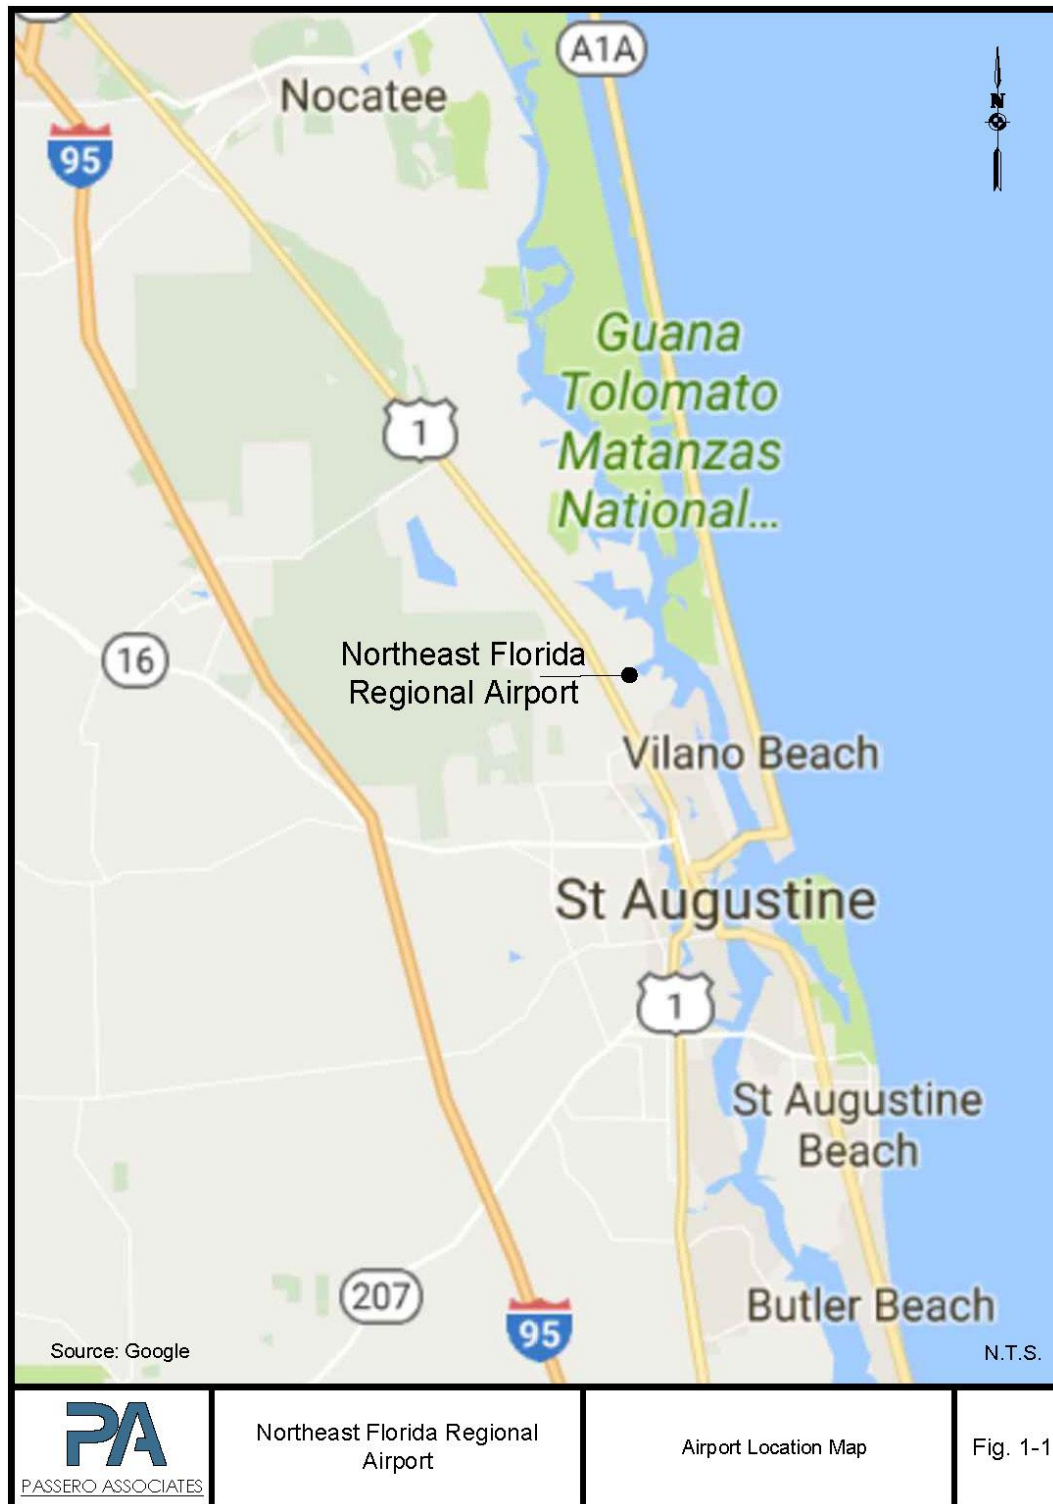 A1A
Nocatee
N
95
Guana
Tolomato
Matanzas
National...
1
16
Northeast Florida
Regional Airport
Vilano Beach
St Augustine
1
St Augustine
Beach
207
Butler Beach
95
Source: Google
N.T.S.
PA
PASSERO ASSOCIATES
Northeast Florida Regional
Airport
Airport Location Map
Fig. 1-1